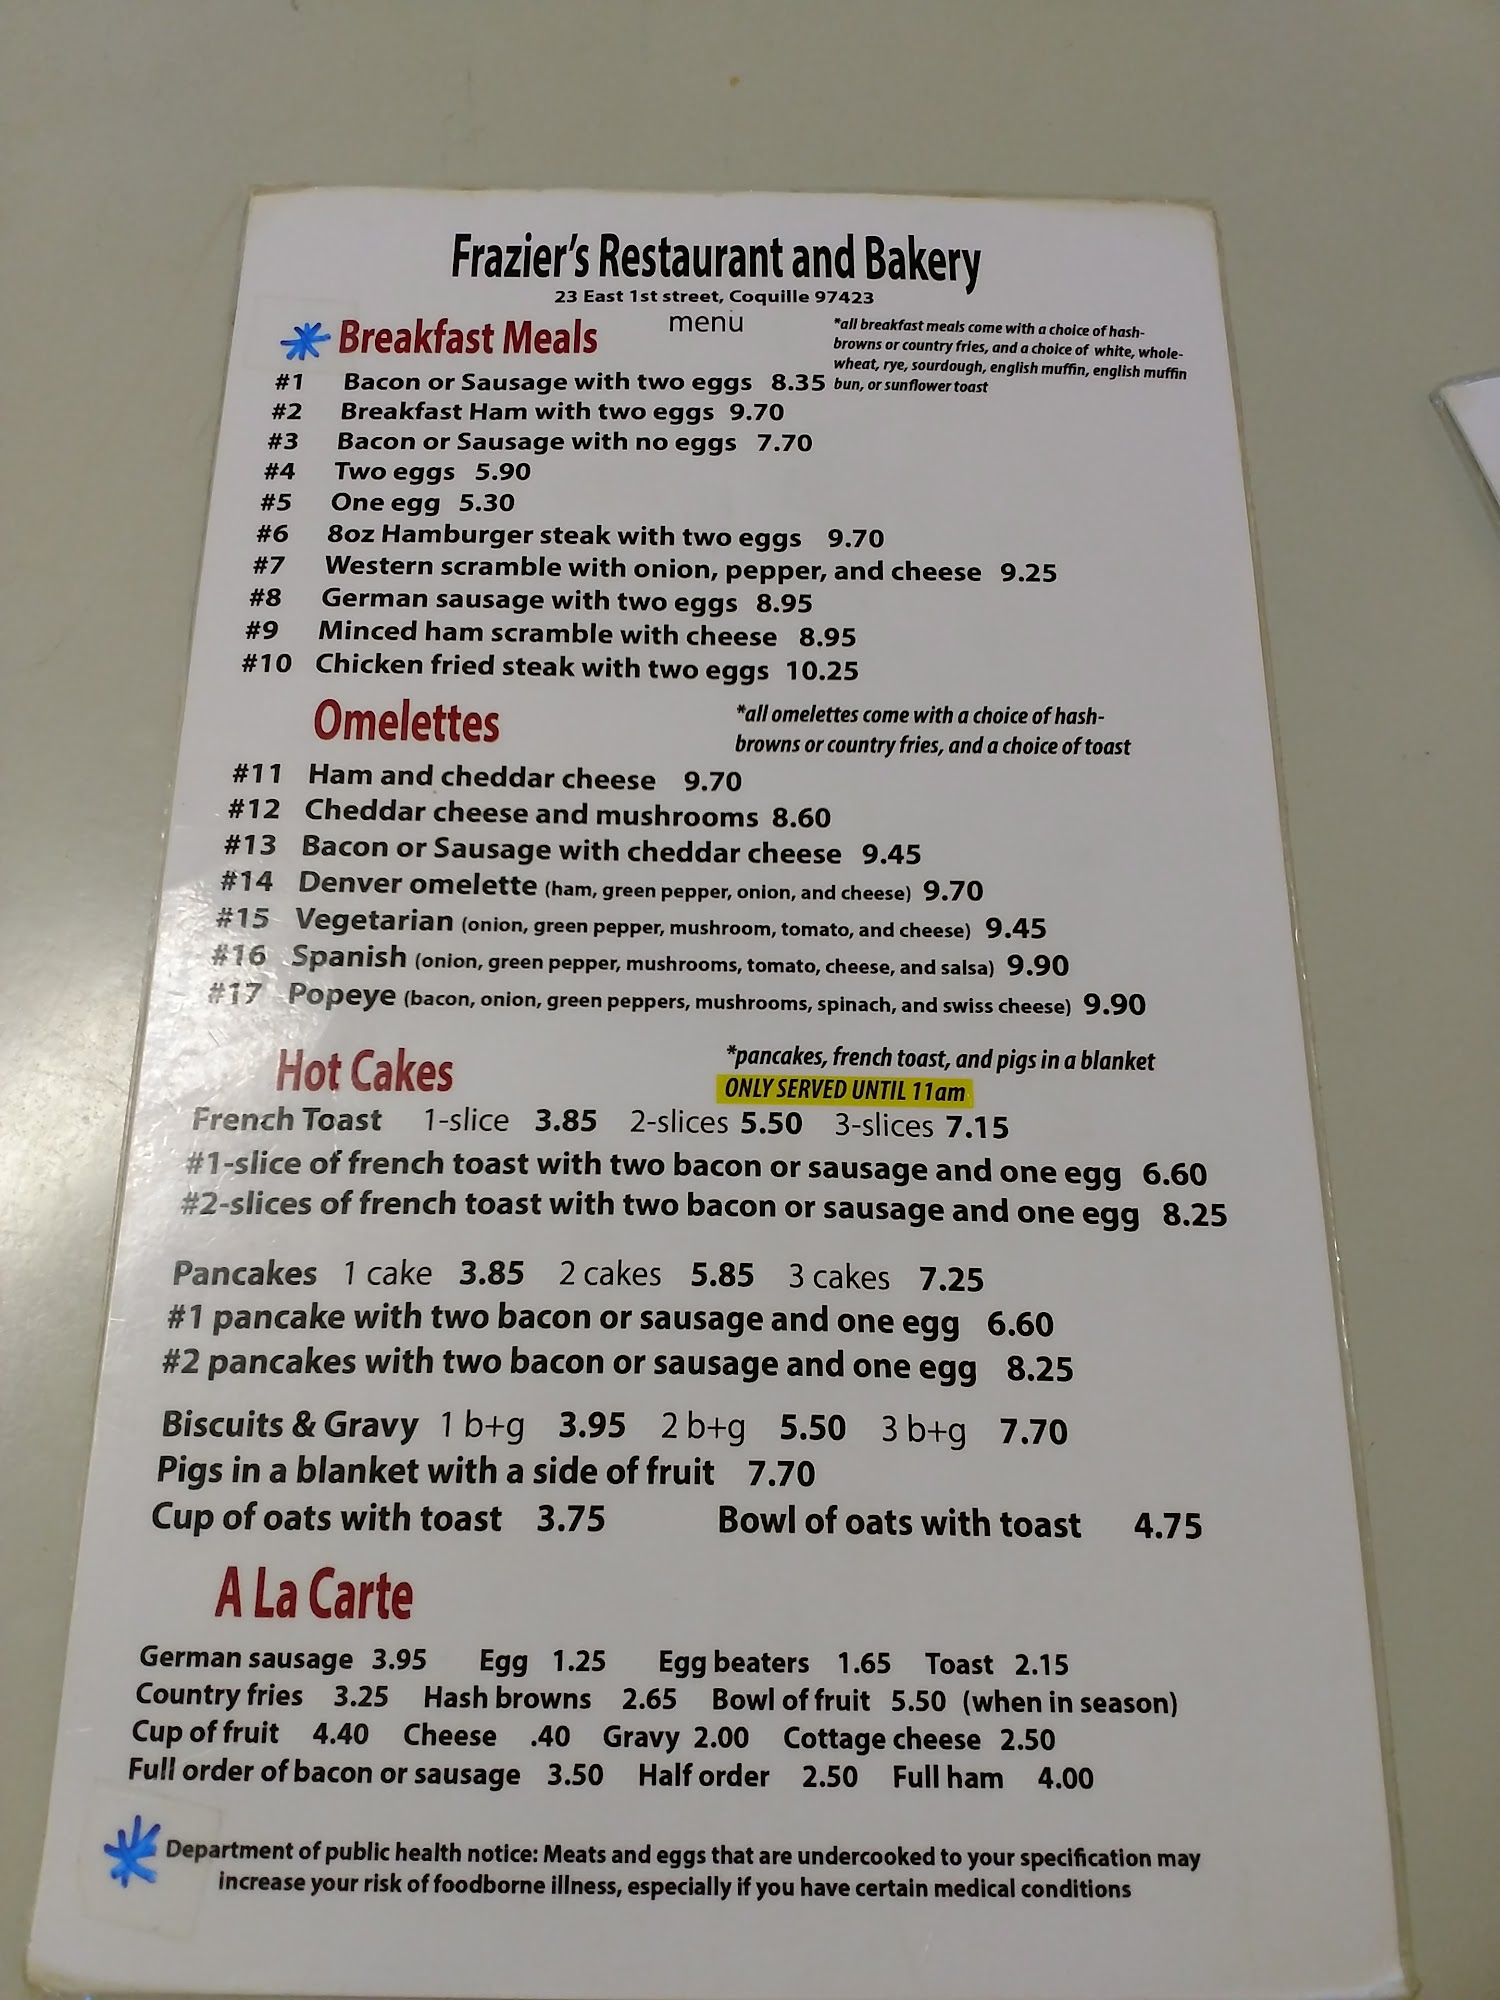 Frazier's Restaurant and Bakery
23 East 1st street, Coquille 97423
menu
Breakfast Meals
*all breakfast meals come with a choice of hash-
browns or country fries, and a choice of white, whole-
wheat, rye, sourdough, english muffin, english muffin
bun, or sunflower toast
#1 Bacon or Sausage with two eggs 8.35
#2 Breakfast Ham with two eggs 9.70
#3 Bacon or Sausage with no eggs 7.70
#4 Two eggs 5.90
#5 One egg 5.30
#6 8oz Hamburger steak with two eggs 9.70
#7 Western scramble with onion, pepper, and cheese 9.25
#8 German sausage with two eggs 8.95
#9 Minced ham scramble with cheese 8.95
#10 Chicken fried steak with two eggs 10.25
Omelettes
*all omelettes come with a choice of hash-
browns or country fries, and a choice of toast
#11 Ham and cheddar cheese 9.70
#12 Cheddar cheese and mushrooms 8.60
#13 Bacon or Sausage with cheddar cheese 9.45
#14 Denver omelette (ham, green pepper, onion, and cheese) 9.70
#15 Vegetarian (onion, green pepper, mushroom, tomato, and cheese) 9.45
#16 Spanish (onion, green pepper, mushrooms, tomato, cheese, and salsa) 9.90
#17 Popeye (bacon, onion, green peppers, mushrooms, spinach, and swiss cheese) 9.90
Hot Cakes
*pancakes, french toast, and pigs in a blanket
ONLY SERVED UNTIL 11am
French Toast 1-slice 3.85 2-slices 5.50 3-slices 7.15
#1-slice of french toast with two bacon or sausage and one egg 6.60
#2-slices of french toast with two bacon or sausage and one egg 8.25
Pancakes 1 cake 3.85 2 cakes 5.85 3 cakes 7.25
#1 pancake with two bacon or sausage and one egg 6.60
#2 pancakes with two bacon or sausage and one egg 8.25
Biscuits & Gravy 1 b+g 3.95 2 b+g 5.50 3 b+g 7.70
Pigs in a blanket with a side of fruit 7.70
Cup of oats with toast 3.75 Bowl of oats with toast 4.75
A La Carte
German sausage 3.95 Egg 1.25 Egg beaters 1.65 Toast 2.15
Country fries 3.25 Hash browns 2.65 Bowl of fruit 5.50 (when in season)
Cup of fruit 4.40 Cheese .40 Gravy 2.00 Cottage cheese 2.50
Full order of bacon or sausage 3.50 Half order 2.50 Full ham 4.00
Department of public health notice: Meats and eggs that are undercooked to your specification may
increase your risk of foodborne illness, especially if you have certain medical conditions